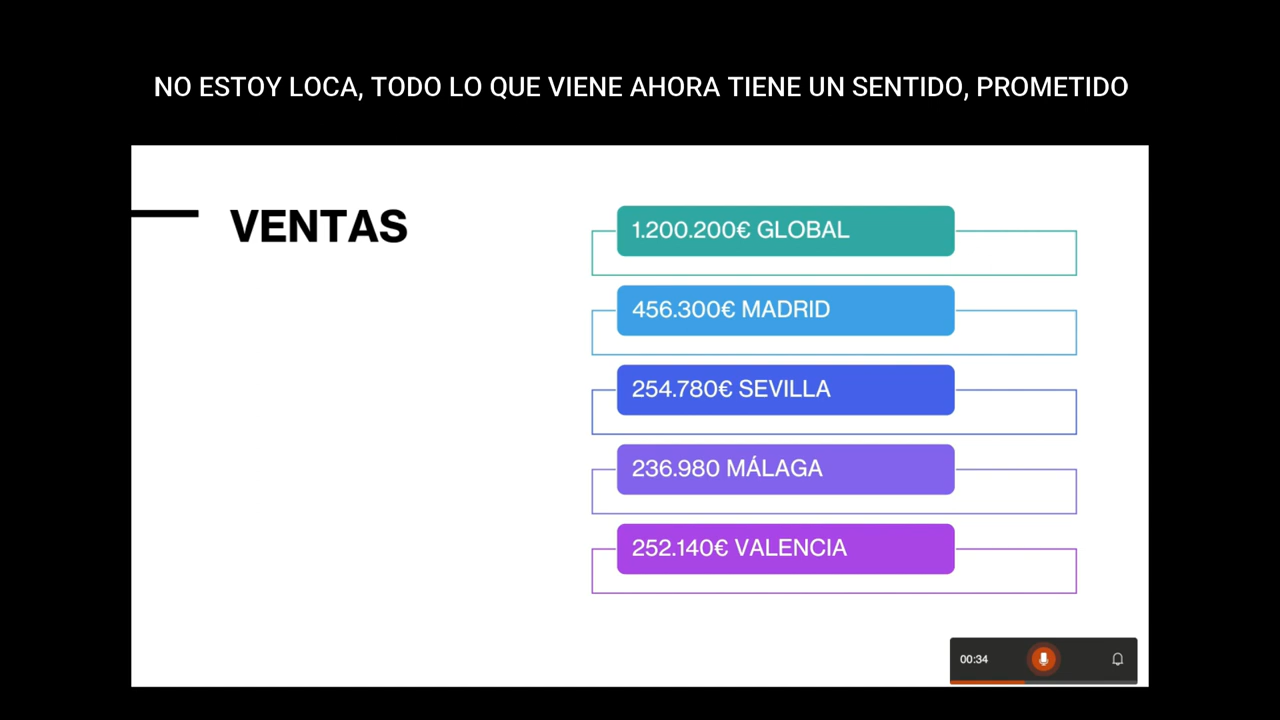 NO ESTOY LOCA, TODO LO QUE VIENE AHORA TIENE UN SENTIDO, PROMETIDO
VENTAS
1.200.200€ GLOBAL
456.300€ MADRID
254.780€ SEVILLA
236.980 MÁLAGA
252.140€ VALENCIA
00:34